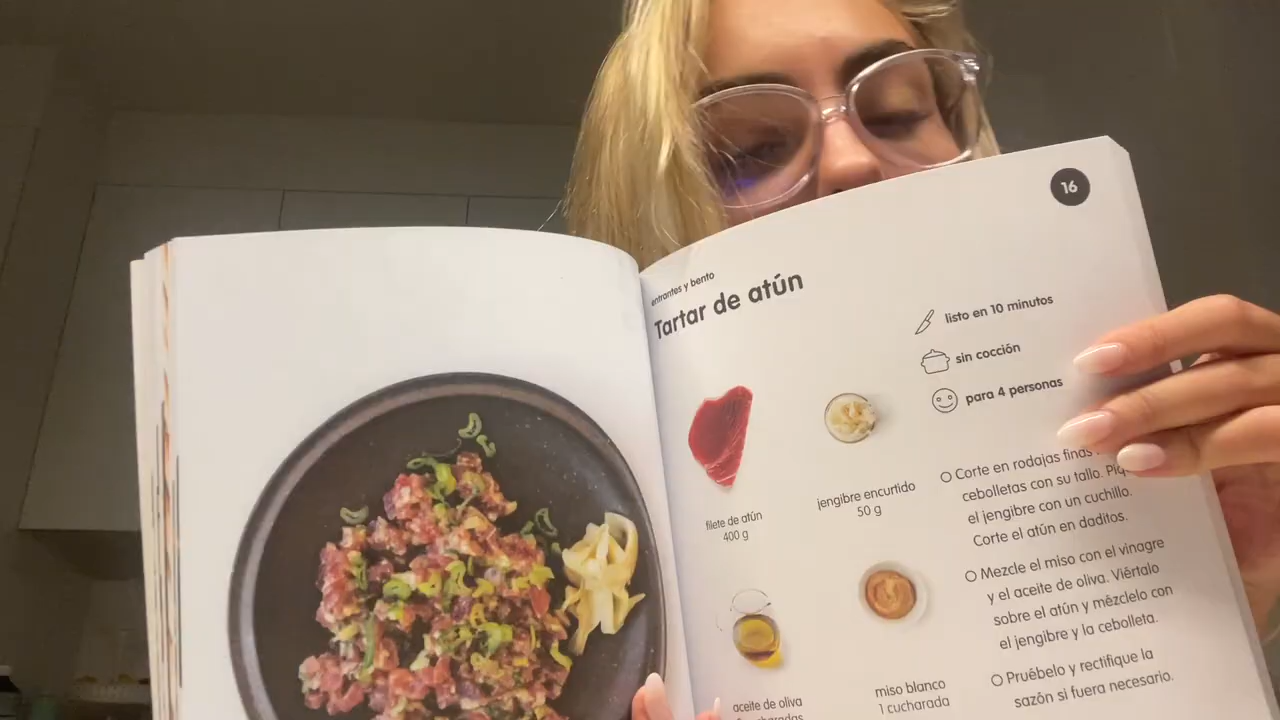 16
entrantes y bento
Tartar de atún
listo en 10 minutos
sin cocción
para 4 personas
filete de atún
400 g
jengibre encurtido
50 g
aceite de oliva
cucharadas
miso blanco
1 cucharada
Corte en rodajas finas
cebolletas con su tallo.
el jengibre con un cuchillo.
Corte el atún en daditos.
Mezcle el miso con el vinagre
y el aceite de oliva. Viértalo
sobre el atún y mézclelo con
el jengibre y la cebolleta.
Pruébelo y rectifique la
sazón si fuera necesario.